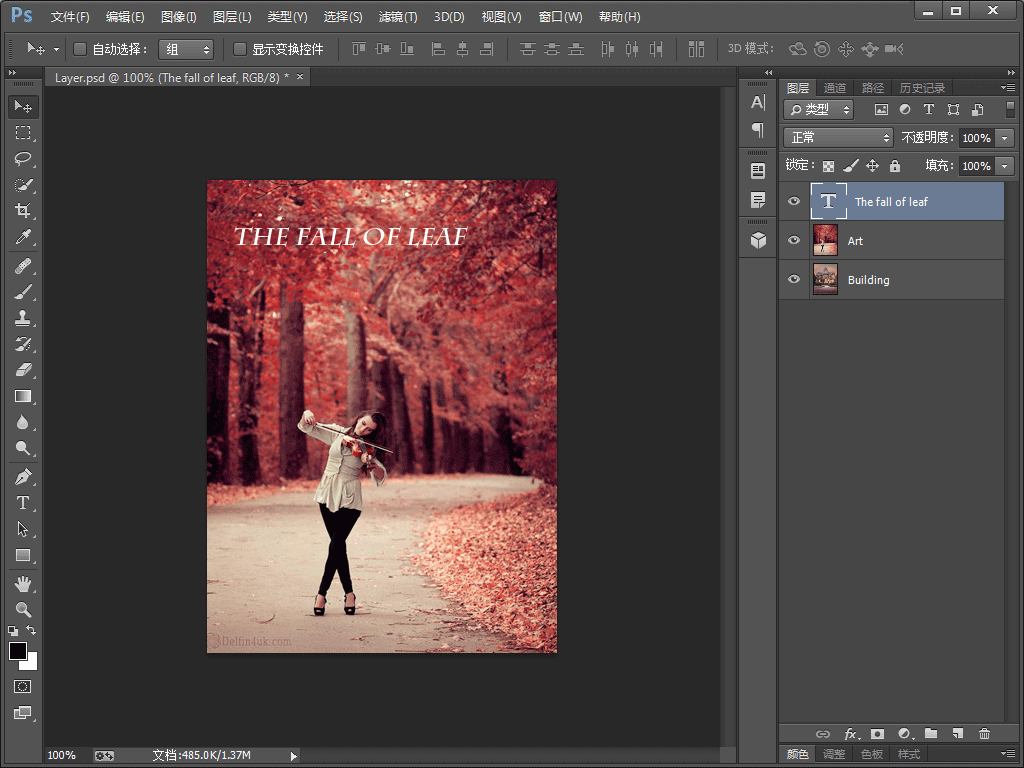 Ps 文件(F) 编辑(E) 图像(I) 图层(L) 类型(Y) 选择(S) 滤镜(T) 3D(D) 视图(V) 窗口(W) 帮助(H)
自动选择: 组 显示变换控件 3D 模式:
Layer.psd @ 100% (The fall of leaf, RGB/8) * ×
图层 通道 路径 历史记录
类型
正常 不透明度: 100%
锁定: 填充: 100%
The fall of leaf
Art
Building
THE FALL OF LEAF
Delfin4uk.com
100% 文档:485.0K/1.37M
颜色 调整 色板 样式